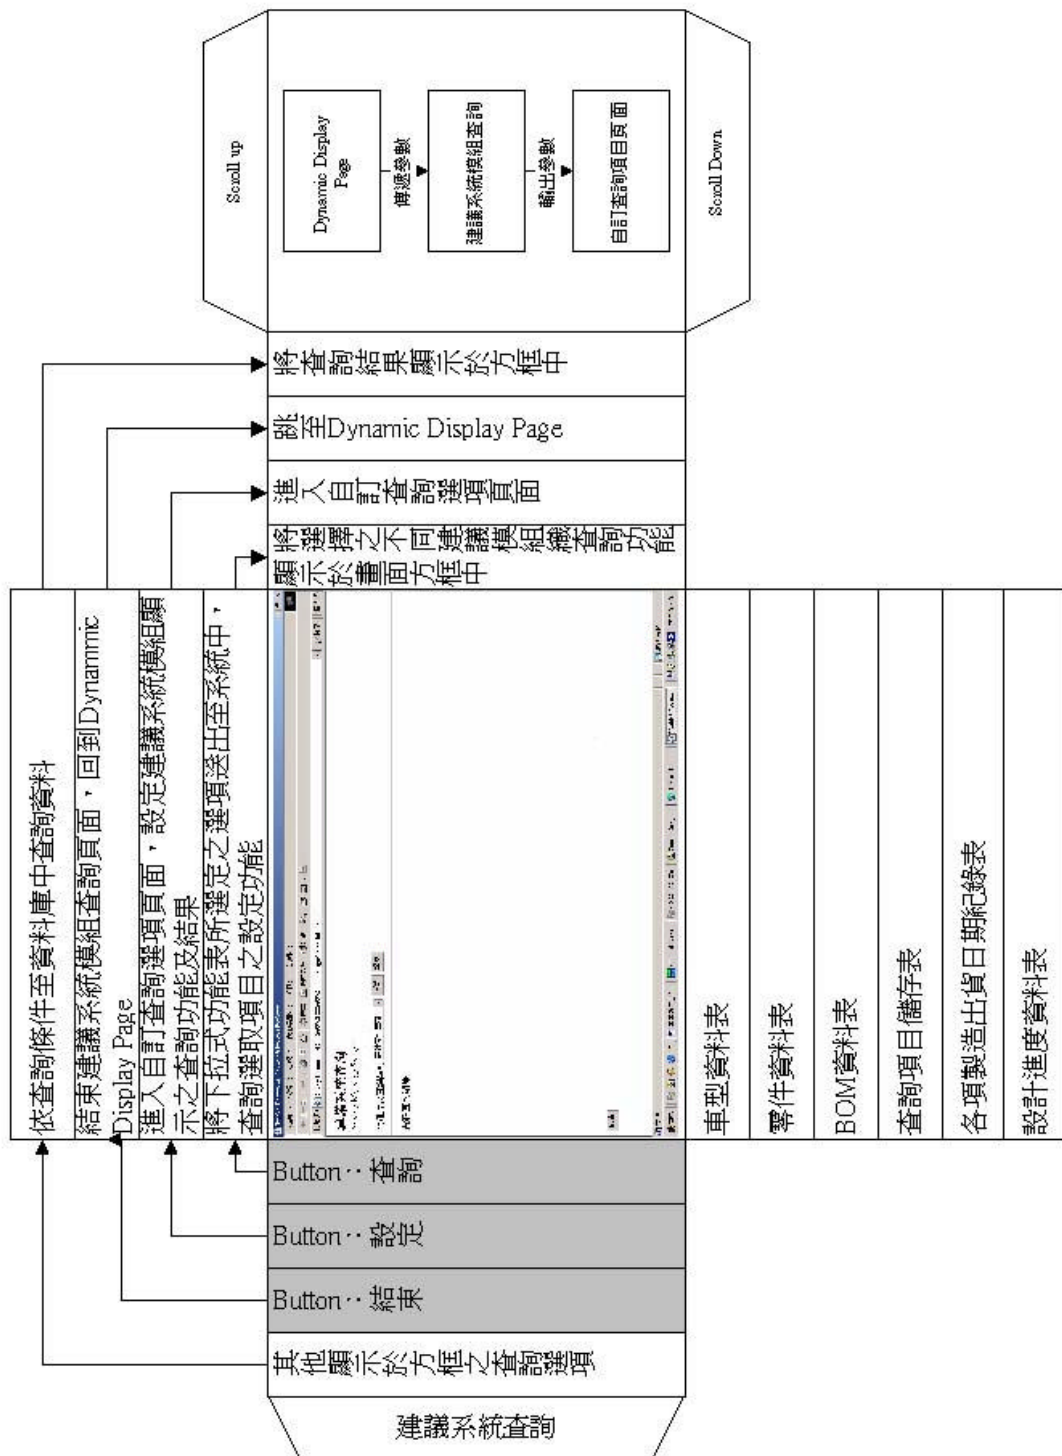 建議系統查詢
其他顯示於方框之查詢選項
Button：結束
Button：設定
Button：查詢
依查詢條件至資料庫中查詢資料
結束建議系統模組查詢頁面，回到Dynammic
Display Page
進入自訂查詢選項頁面，設定建議系統模組顯
示之查詢功能及結果
將下拉式功能表所選定之選項送出至系統中，
查詢選取項目之設定功能
車型資料表
零件資料表
BOM資料表
查詢項目儲存表
各項製造出貨日期紀錄表
設計進度資料表
將選擇之不同建議模組織查詢功能
顯示於畫面方框中
進入自訂查詢選項頁面
跳至Dynamic Display Page
將查詢結果顯示於方框中
Scroll up
Dynamic Display
Page
傳遞參數
建議系統模組查詢
輸出參數
自訂查詢項目頁面
Scroll Down